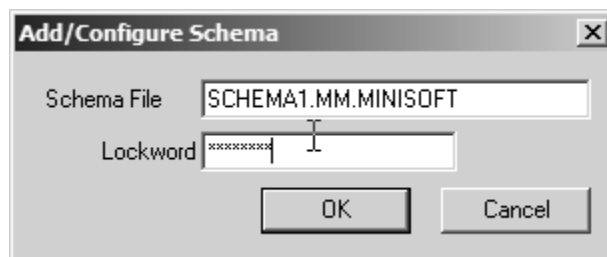 Add/Configure Schema
Schema File SCHEMA1.MM.MINISOFT
Lockword ********
OK Cancel